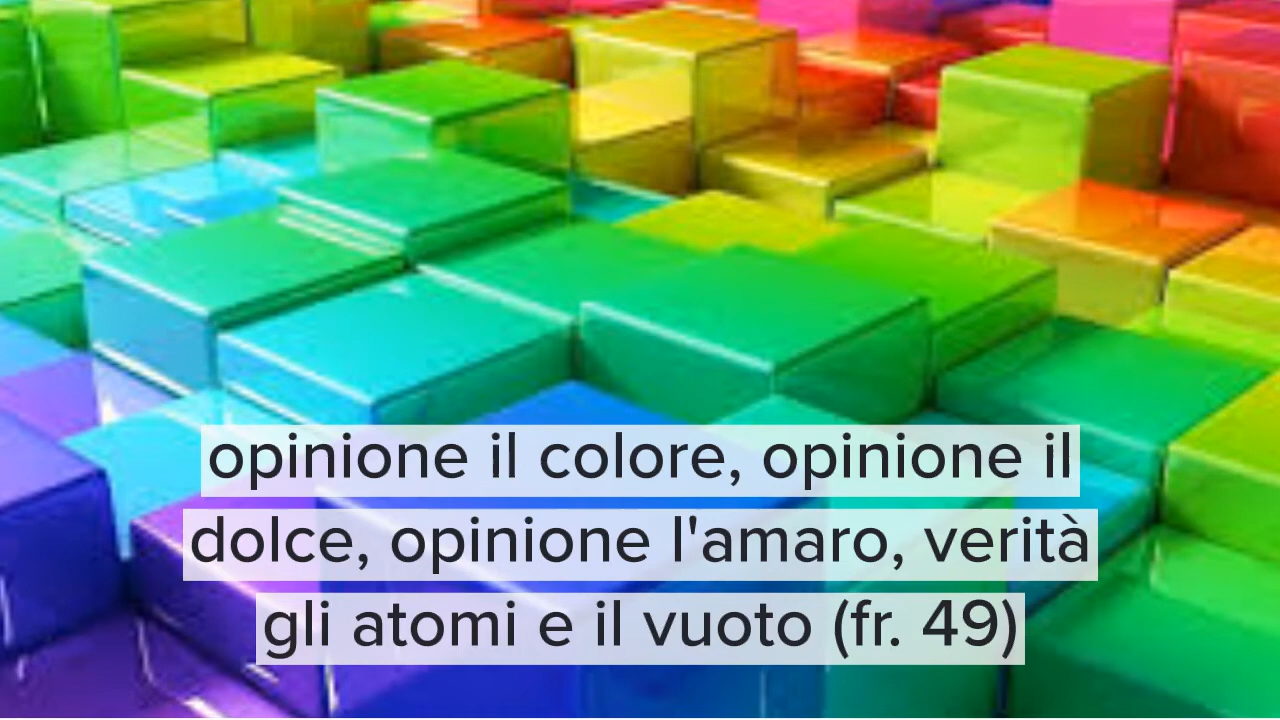 opinione il colore, opinione il
dolce, opinione l'amaro, verità
gli atomi e il vuoto (fr. 49)